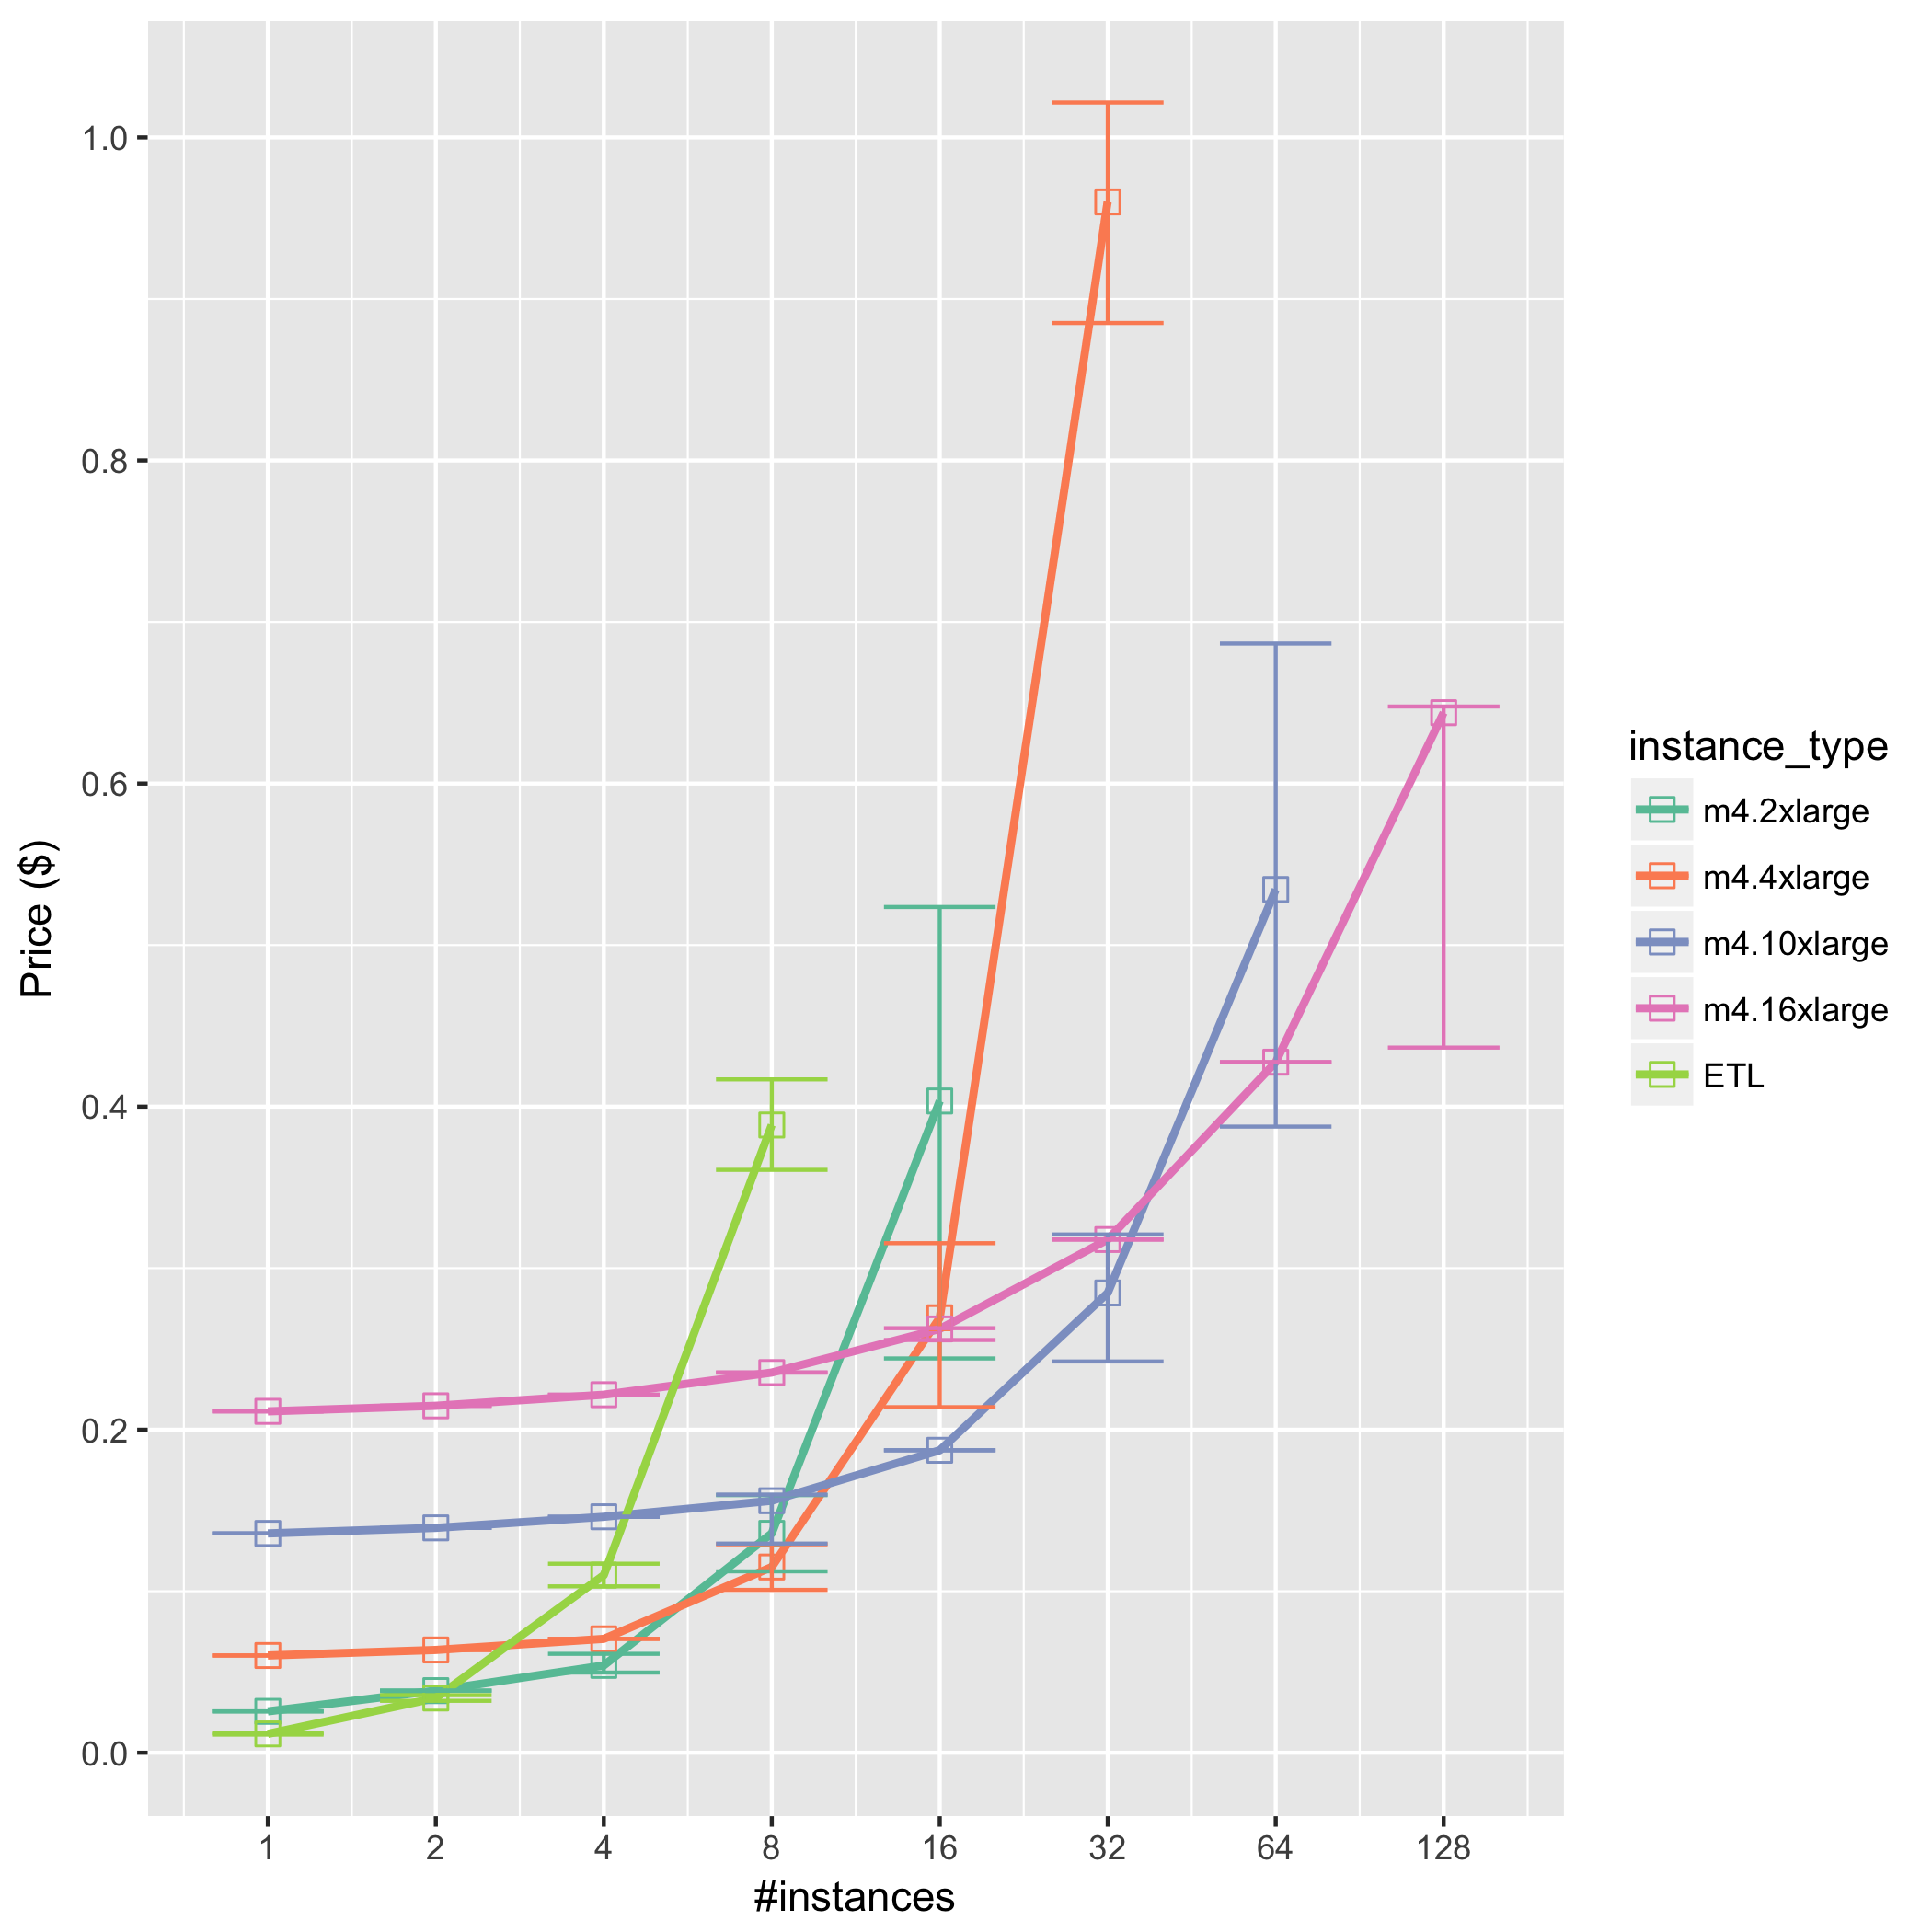 1.0
0.8
0.6
0.4
0.2
0.0
Price ($)
1 2 4 8 16 32 64 128
#instances
instance_type
m4.2xlarge
m4.4xlarge
m4.10xlarge
m4.16xlarge
ETL